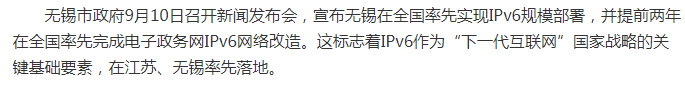 无锡市政府9月10日召开新闻发布会，宣布无锡在全国率先实现IPv6规模部署，并提前两年
在全国率先完成电子政务网IPv6网络改造。这标志着IPv6作为“下一代互联网”国家战略的关
键基础要素，在江苏、无锡率先落地。